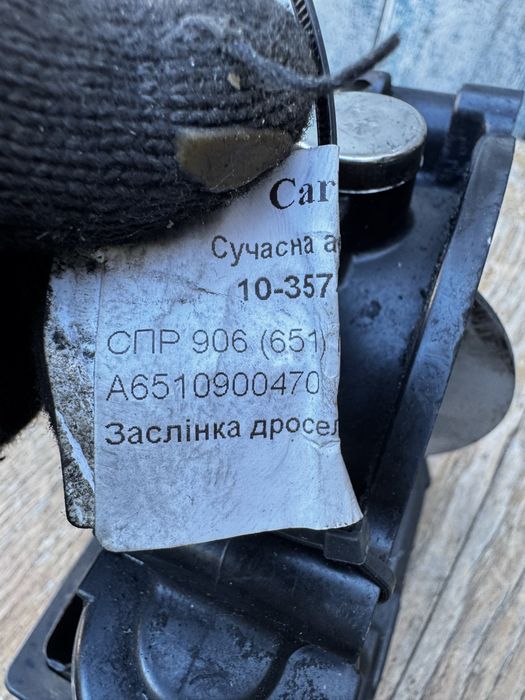 Car
Сучасна а
10-357
СПР 906 (651)
A6510900470
Заслінка дросел